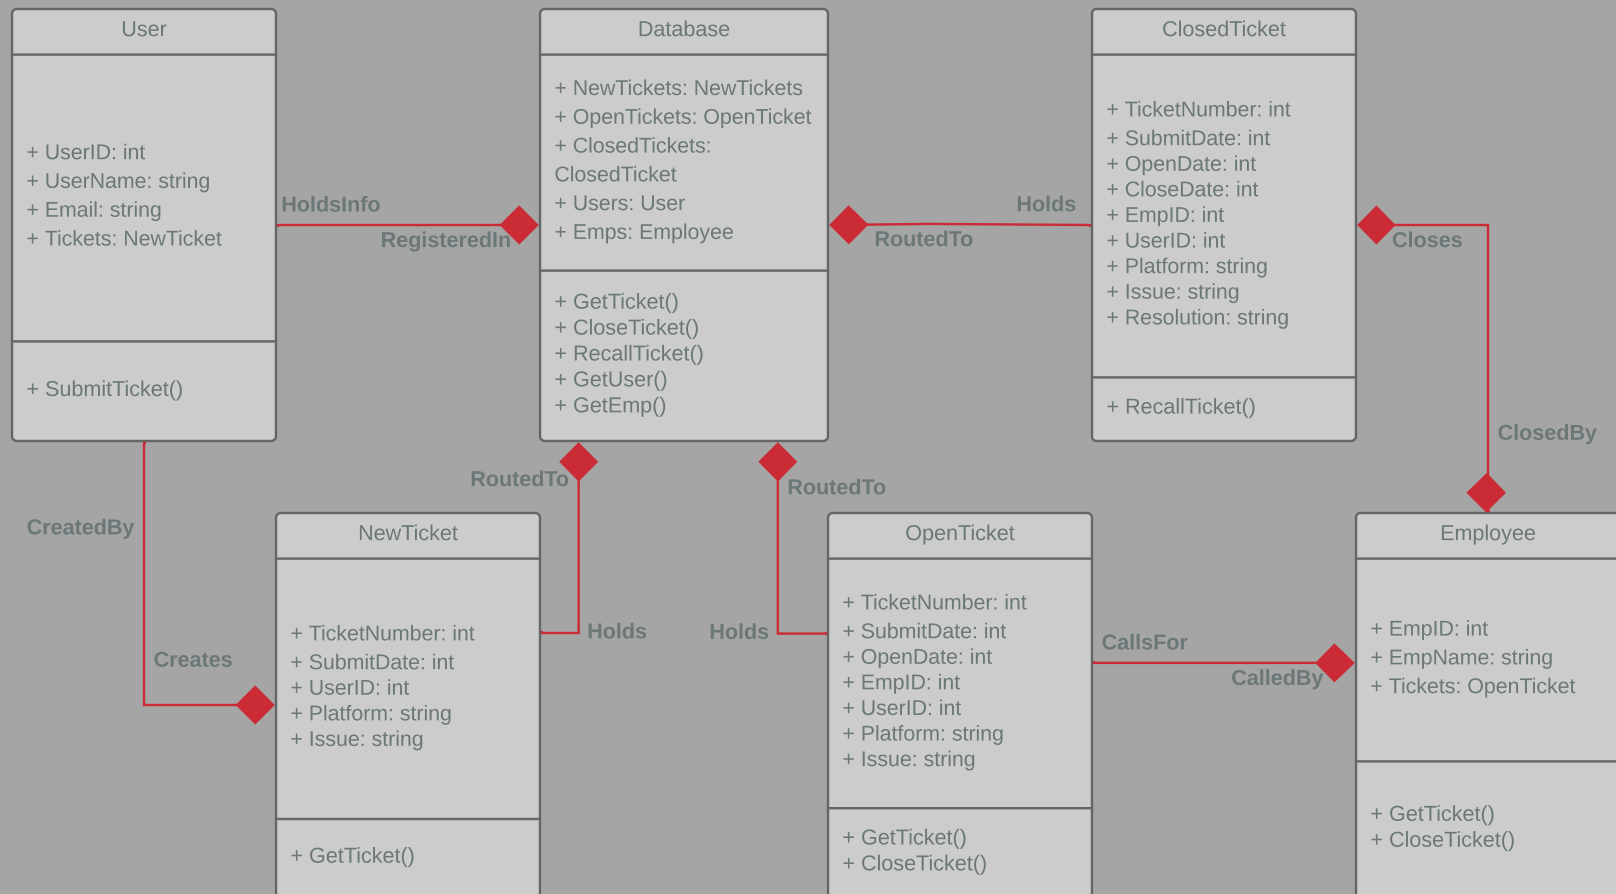 User
+ UserID: int
+ UserName: string
+ Email: string
+ Tickets: NewTicket
+ SubmitTicket()
HoldsInfo
RegisteredIn
Database
+ NewTickets: NewTickets
+ OpenTickets: OpenTicket
+ ClosedTickets:
ClosedTicket
+ Users: User
+ Emps: Employee
+ GetTicket()
+ CloseTicket()
+ RecallTicket()
+ GetUser()
+ GetEmp()
Holds
RoutedTo
ClosedTicket
+ TicketNumber: int
+ SubmitDate: int
+ OpenDate: int
+ CloseDate: int
+ EmpID: int
+ UserID: int
+ Platform: string
+ Issue: string
+ Resolution: string
+ RecallTicket()
Closes
ClosedBy
CreatedBy
Creates
NewTicket
+ TicketNumber: int
+ SubmitDate: int
+ UserID: int
+ Platform: string
+ Issue: string
+ GetTicket()
RoutedTo
Holds
RoutedTo
Holds
OpenTicket
+ TicketNumber: int
+ SubmitDate: int
+ OpenDate: int
+ EmpID: int
+ UserID: int
+ Platform: string
+ Issue: string
+ GetTicket()
+ CloseTicket()
CallsFor
CalledBy
Employee
+ EmpID: int
+ EmpName: string
+ Tickets: OpenTicket
+ GetTicket()
+ CloseTicket()